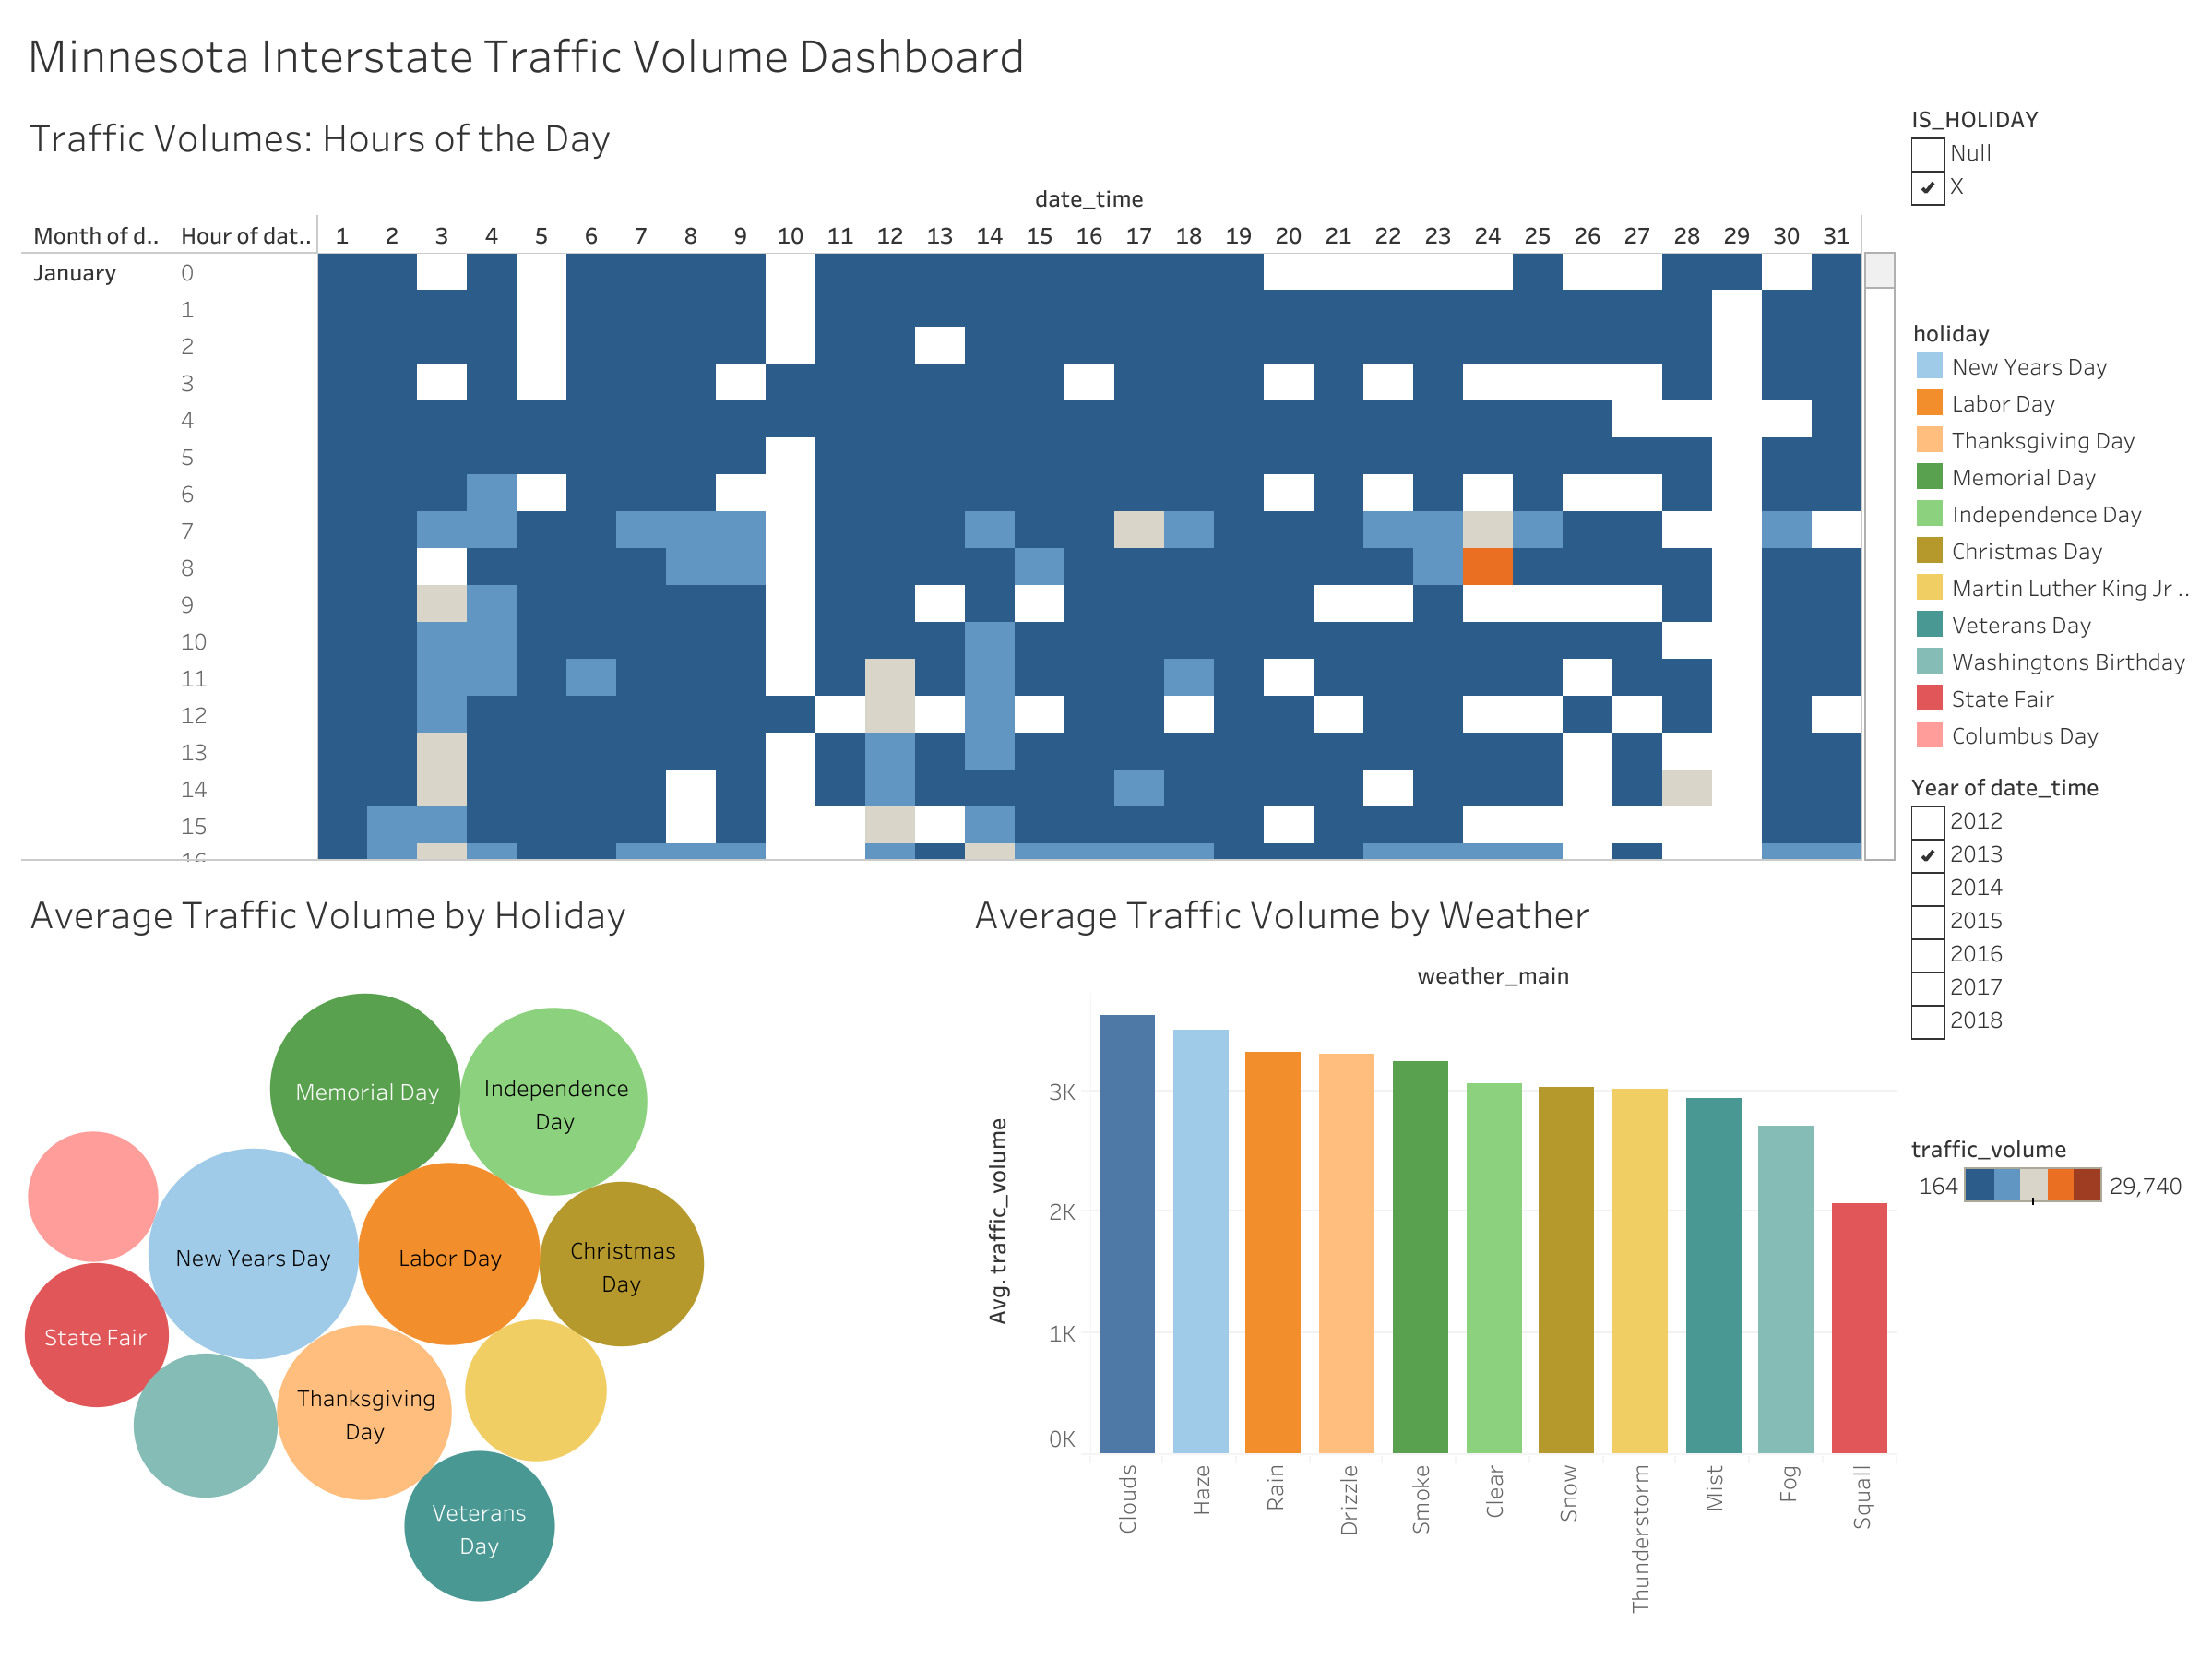 Minnesota Interstate Traffic Volume Dashboard
Traffic Volumes: Hours of the Day
date_time
Month of d.. Hour of dat.. 1 2 3 4 5 6 7 8 9 10 11 12 13 14 15 16 17 18 19 20 21 22 23 24 25 26 27 28 29 30 31
January 0
1
2
3
4
5
6
7
8
9
10
11
12
13
14
15
16
IS_HOLIDAY
Null
X
holiday
New Years Day
Labor Day
Thanksgiving Day
Memorial Day
Independence Day
Christmas Day
Martin Luther King Jr ..
Veterans Day
Washingtons Birthday
State Fair
Columbus Day
Year of date_time
2012
2013
2014
2015
2016
2017
2018
traffic_volume
164 29,740
Average Traffic Volume by Holiday
Memorial Day
Independence
Day
New Years Day
Labor Day
Christmas
Day
State Fair
Thanksgiving
Day
Veterans
Day
Average Traffic Volume by Weather
weather_main
Avg. traffic_volume
3K
2K
1K
0K
Clouds
Haze
Rain
Drizzle
Smoke
Clear
Snow
Thunderstorm
Mist
Fog
Squall